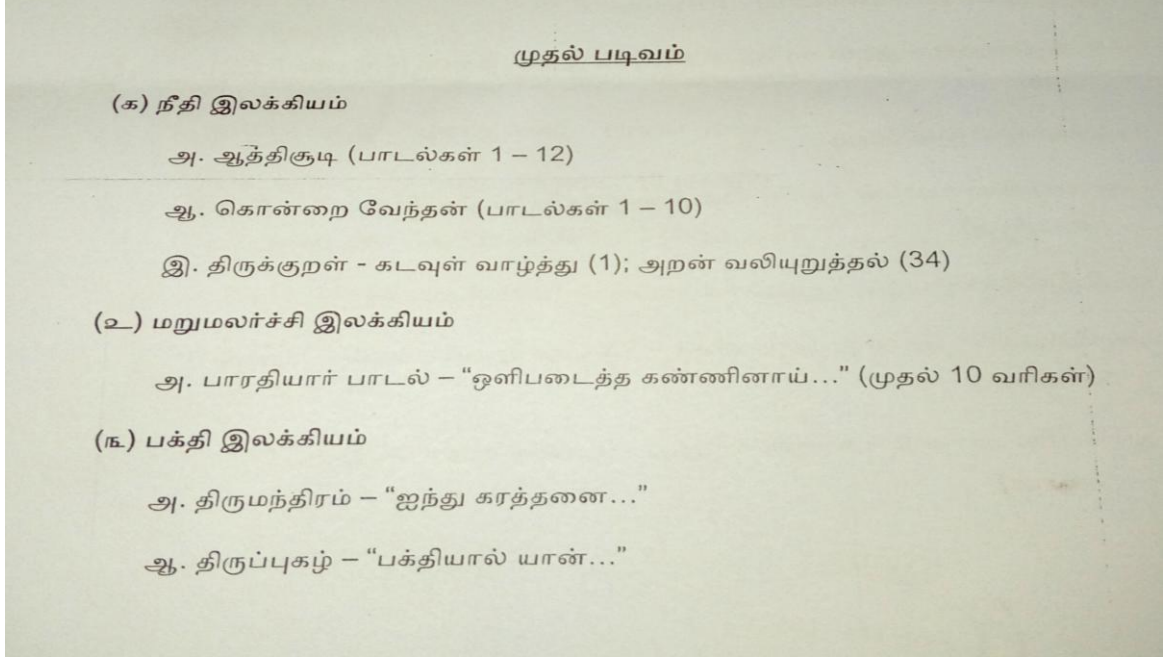 முதல் படிவம்
(க) நீதி இலக்கியம்
அ. ஆத்திசூடி (பாடல்கள் 1 – 12)
ஆ. கொன்றை வேந்தன் (பாடல்கள் 1 – 10)
இ. திருக்குறள் - கடவுள் வாழ்த்து (1); அறன் வலியுறுத்தல் (34)
(உ) மறுமலர்ச்சி இலக்கியம்
அ. பாரதியார் பாடல் – “ஒளிபடைத்த கண்ணினாய்...” (முதல் 10 வரிகள்)
(ங) பக்தி இலக்கியம்
அ. திருமந்திரம் – “ஐந்து கரத்தனை...”
ஆ. திருப்புகழ் – “பக்தியால் யான்...”